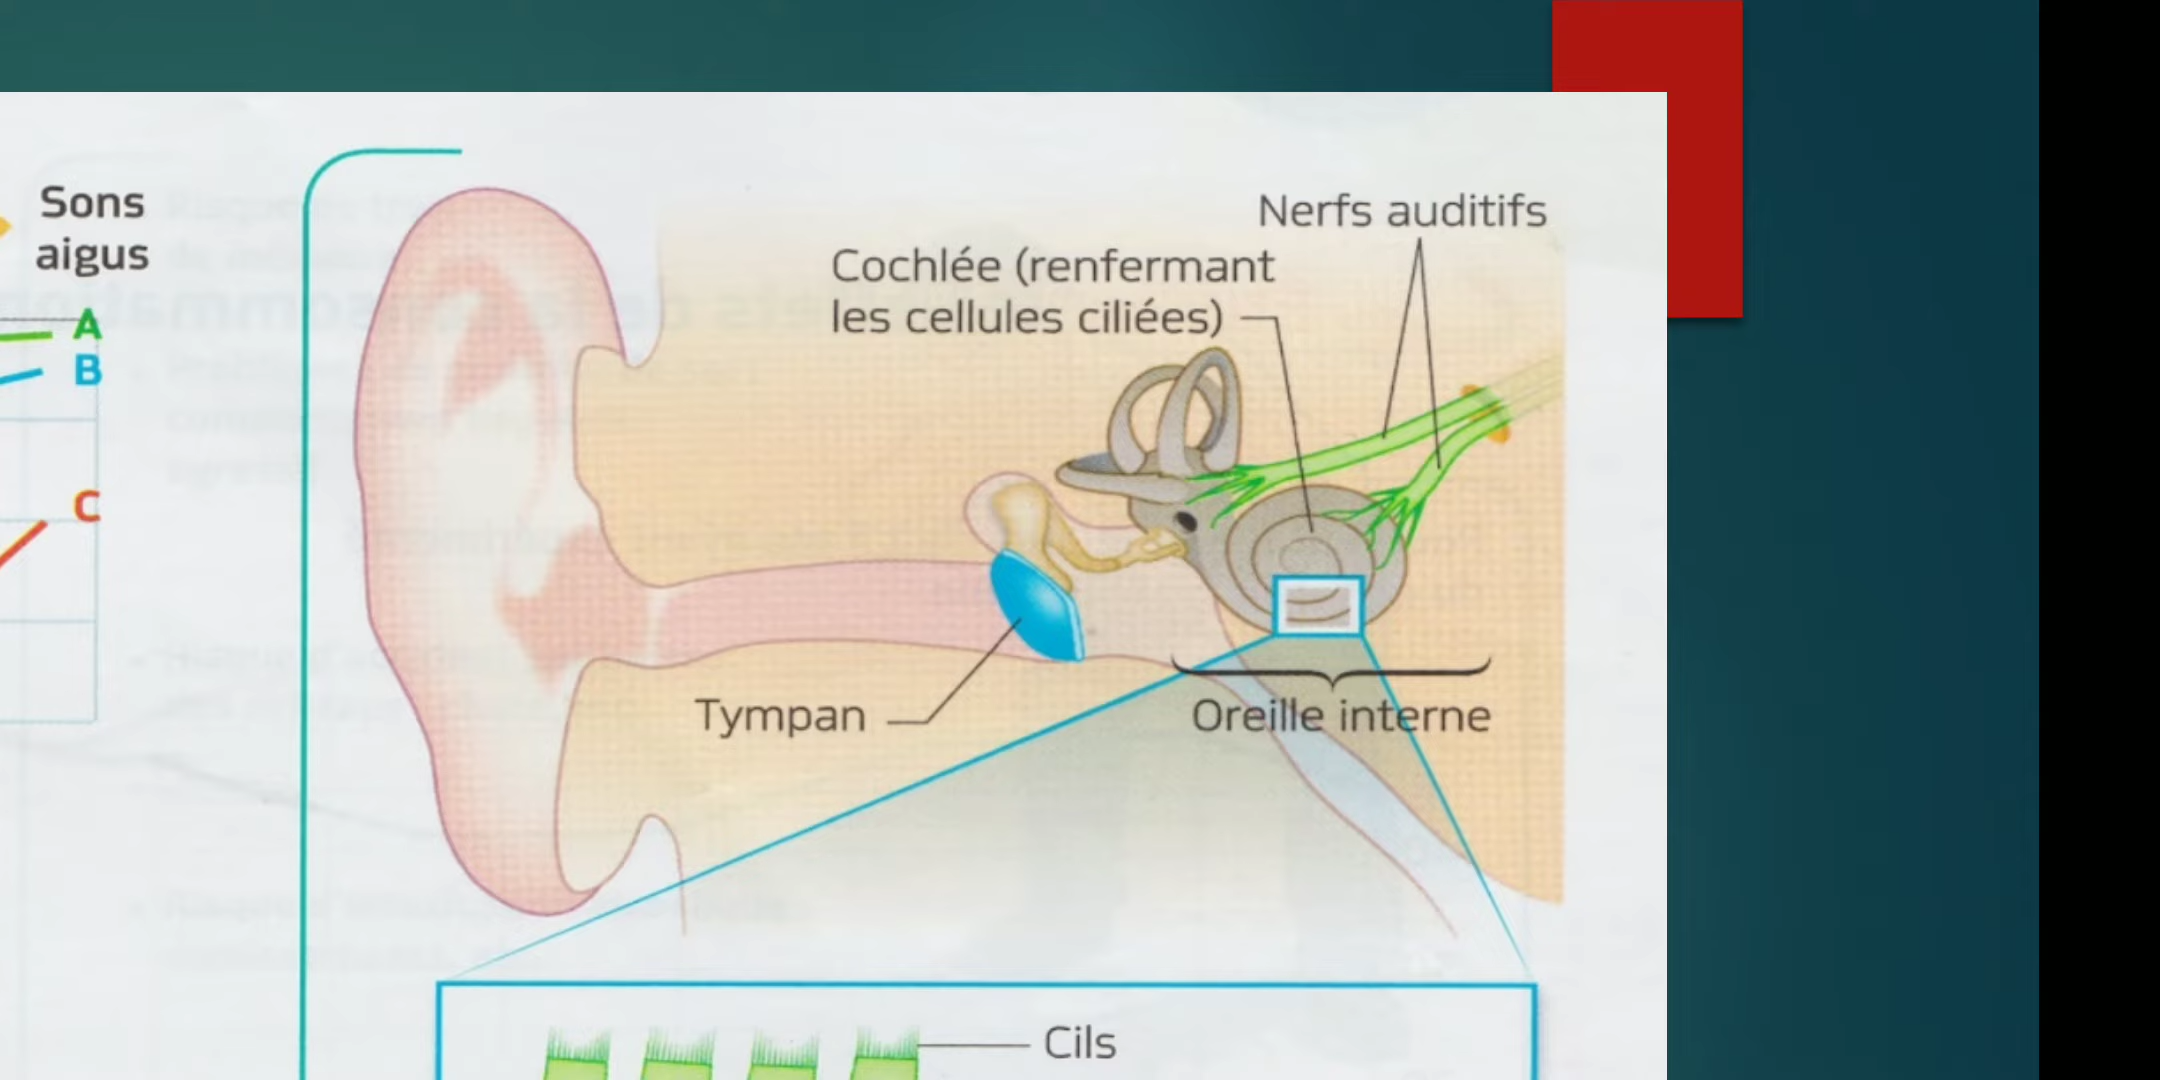 Sons
aigus
A
B
C
Nerfs auditifs
Cochlée (renfermant
les cellules ciliées)
Tympan
Oreille interne
Cils